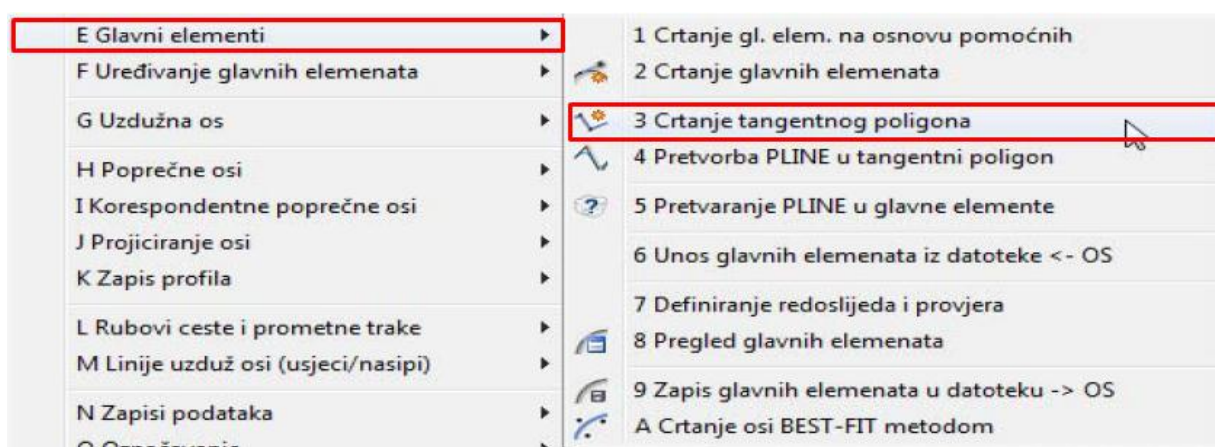 E Glavni elementi
F Uređivanje glavnih elemenata
G Uzdužna os
H Poprečne osi
I Korespondentne poprečne osi
J Projiciranje osi
K Zapis profila
L Rubovi ceste i prometne trake
M Linije uzduž osi (usjeci/nasipi)
N Zapisi podataka
1 Crtanje gl. elem. na osnovu pomoćnih
2 Crtanje glavnih elemenata
3 Crtanje tangentnog poligona
4 Pretvorba PLINE u tangentni poligon
5 Pretvaranje PLINE u glavne elemente
6 Unos glavnih elemenata iz datoteke <- OS
7 Definiranje redoslijeda i provjera
8 Pregled glavnih elemenata
9 Zapis glavnih elemenata u datoteku -> OS
A Crtanje osi BEST-FIT metodom